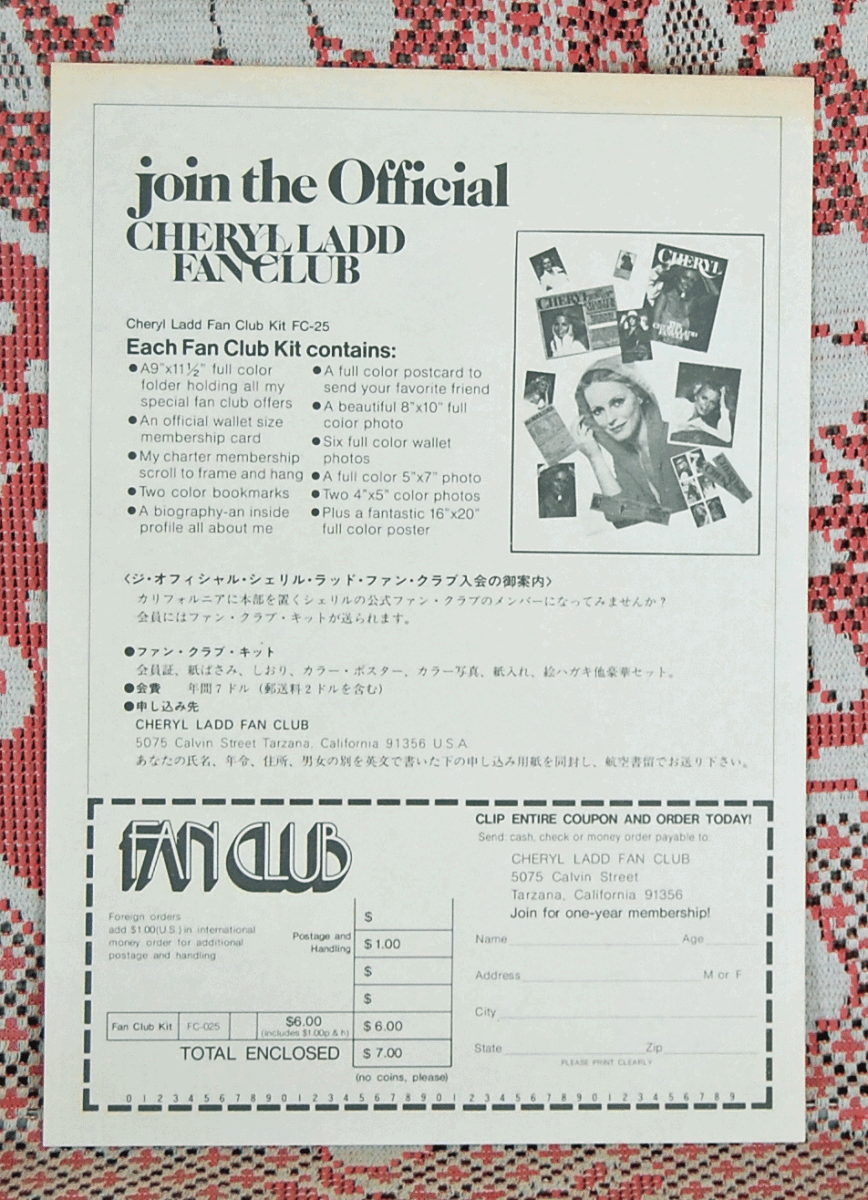 join the Official
CHERYL LADD
FAN CLUB
Cheryl Ladd Fan Club Kit FC-25
Each Fan Club Kit contains:
●A9"x11½" full color
folder holding all my
special fan club offers
●An official wallet size
membership card
●My charter membership
scroll to frame and hang
●Two color bookmarks
●A biography-an inside
profile all about me
●A full color postcard to
send your favorite friend
●A beautiful 8"x10" full
color photo
●Six full color wallet
photos
●A full color 5"x7" photo
●Two 4"x5" color photos
●Plus a fantastic 16"x20"
full color poster
CHERYL
CHERYL
〈ジ・オフィシャル・シェリル・ラッド・ファン・クラブ入会の御案内〉
カリフォルニアに本部を置くシェリルの公式ファン・クラブのメンバーになってみませんか?
会員にはファン・クラブ・キットが送られます。
●ファン・クラブ・キット
会員証、紙ばさみ、しおり、カラー・ポスター、カラー写真、紙入れ、絵ハガキ他豪華セット。
●会費 年間7ドル(郵送料2ドルを含む)
●申し込み先
CHERYL LADD FAN CLUB
5075 Calvin Street Tarzana, California 91356 U.S.A
あなたの氏名、年令、住所、男女の別を英文で書いた下の申し込み用紙を同封し、航空書留でお送り下さい。
FAN CLUB
Foreign orders
add $1.00(U.S.) in international
money order for additional
postage and handling
Postage and
Handling
$
$1.00
$
$
Fan Club Kit FC-025 $6.00 $6.00
(includes $1.00p & h)
TOTAL ENCLOSED $7.00
(no coins, please)
CLIP ENTIRE COUPON AND ORDER TODAY!
Send: cash, check or money order payable to:
CHERYL LADD FAN CLUB
5075 Calvin Street
Tarzana, California 91356
Join for one-year membership!
Name Age
Address M or F
City
State Zip
PLEASE PRINT CLEARLY
0 1 2 3 4 5 6 7 8 9 0 1 2 3 4 5 6 7 8 9 0 1 2 3 4 5 6 7 8 9 0 1 2 3 4 5 6 7 8 9